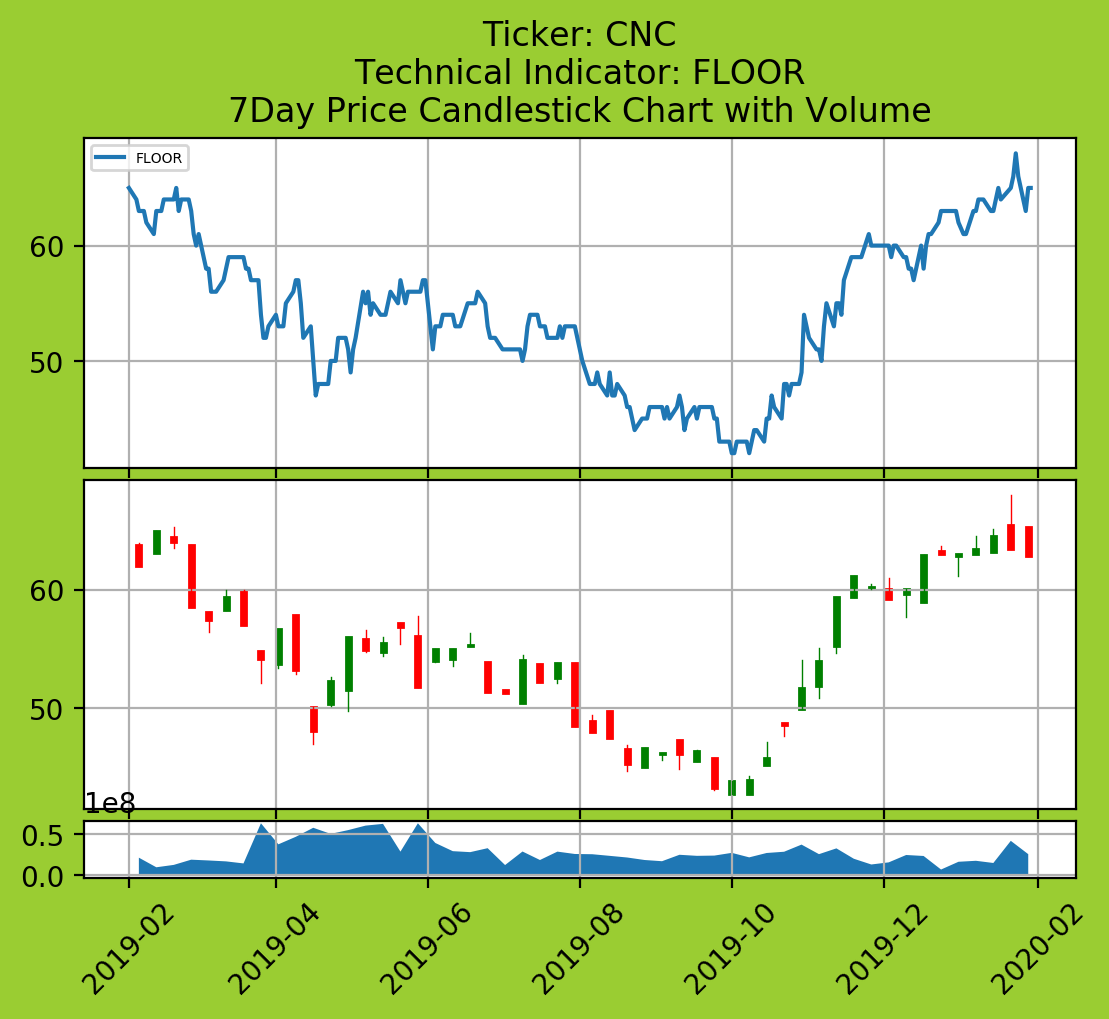 Ticker: CNC
Technical Indicator: FLOOR
7Day Price Candlestick Chart with Volume
FLOOR
60
50
60
50
1e8
0.5
0.0
2019-02
2019-04
2019-06
2019-08
2019-10
2019-12
2020-02